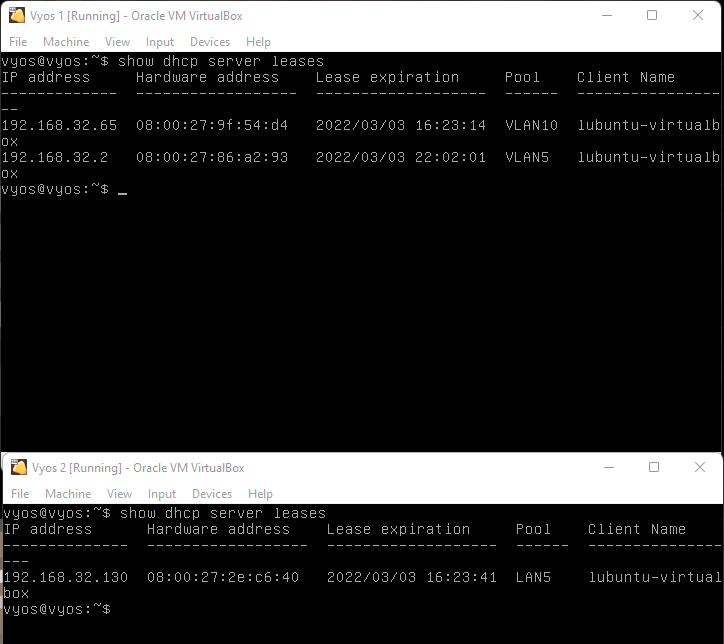 Vyos 1 [Running] - Oracle VM VirtualBox
File Machine View Input Devices Help
vyos@vyos:~$ show dhcp server leases
IP address     Hardware address   Lease expiration     Pool    Client Name
-------------  -----------------  -------------------  ------  ----------------
--
192.168.32.65  08:00:27:9f:54:d4  2022/03/03 16:23:14  VLAN10  lubuntu-virtualb
ox
192.168.32.2   08:00:27:86:a2:93  2022/03/03 22:02:01  VLAN5   lubuntu-virtualb
ox
vyos@vyos:~$ _
Vyos 2 [Running] - Oracle VM VirtualBox
File Machine View Input Devices Help
vyos@vyos:~$ show dhcp server leases
IP address      Hardware address   Lease expiration     Pool    Client Name
--------------  -----------------  -------------------  ------  ---------------
---
192.168.32.130  08:00:27:2e:c6:40  2022/03/03 16:23:41  LAN5    lubuntu-virtual
box
vyos@vyos:~$